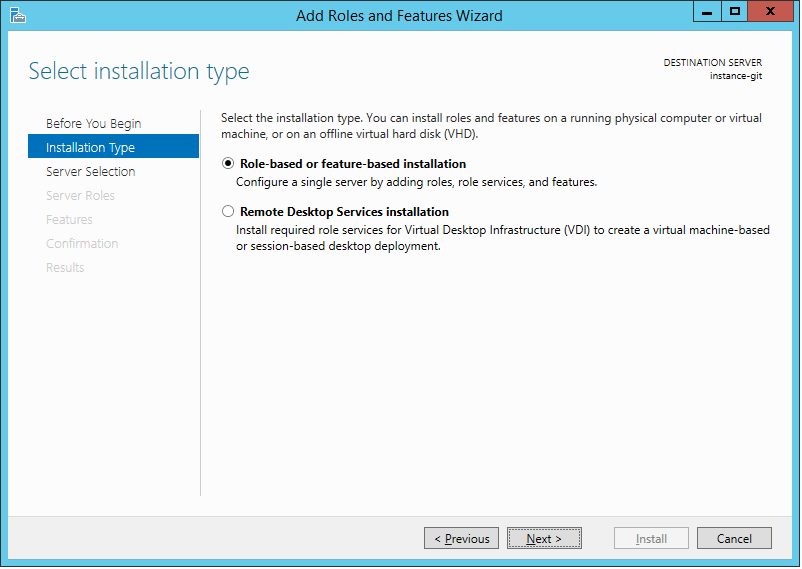 Add Roles and Features Wizard
Select installation type
DESTINATION SERVER
instance-git
Before You Begin
Installation Type
Server Selection
Server Roles
Features
Confirmation
Results
Select the installation type. You can install roles and features on a running physical computer or virtual
machine, or on an offline virtual hard disk (VHD).
Role-based or feature-based installation
Configure a single server by adding roles, role services, and features.
Remote Desktop Services installation
Install required role services for Virtual Desktop Infrastructure (VDI) to create a virtual machine-based
or session-based desktop deployment.
< Previous
Next >
Install
Cancel